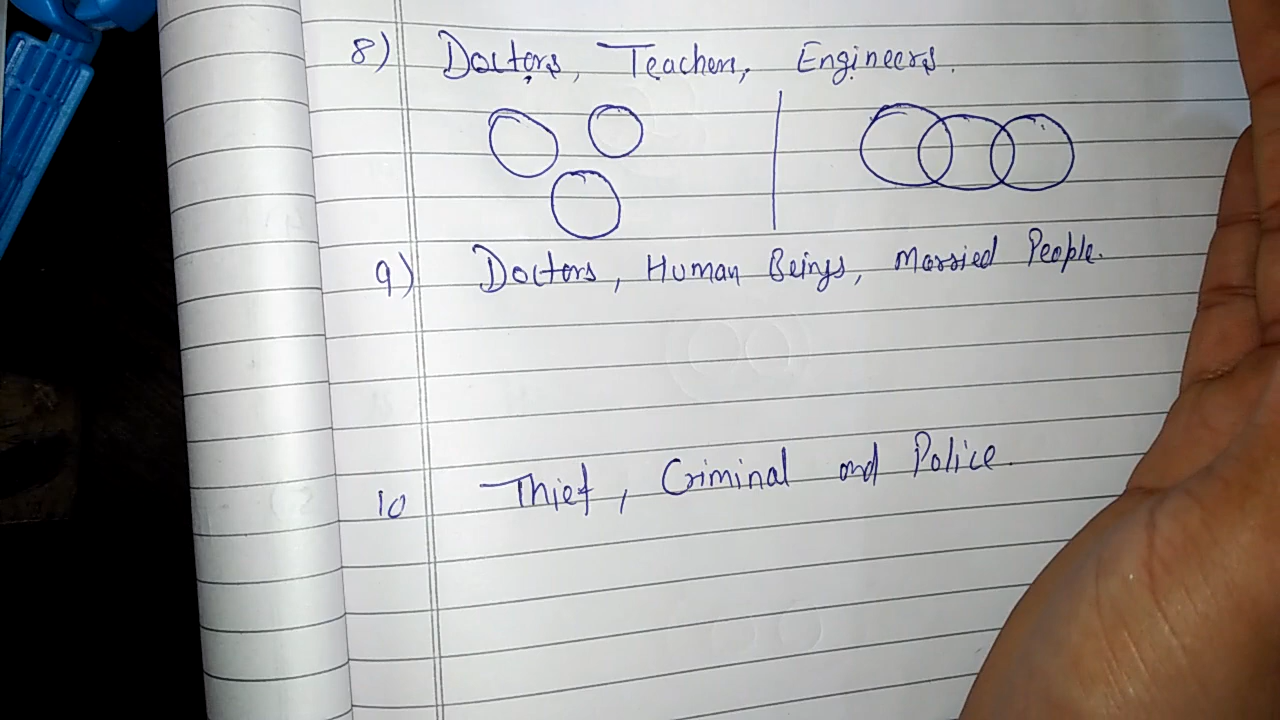 8) Doctors, Teachers, Engineers.
9) Doctors, Human Beings, Married People.
10 Thief, Criminal and Police.